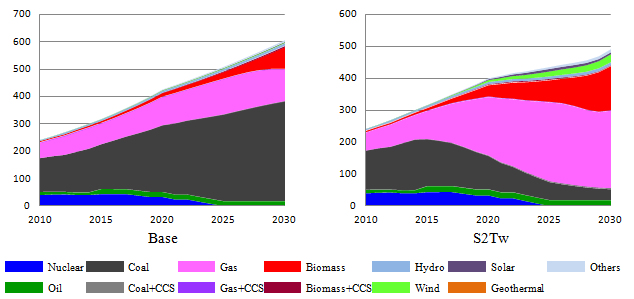 700
600
500
400
300
200
100
0
2010 2015 2020 2025 2030
Base
600
500
400
300
200
100
0
2010 2015 2020 2025 2030
S2Tw
Nuclear Coal Gas Biomass Hydro Solar Others
Oil Coal+CCS Gas+CCS Biomass+CCS Wind Geothermal